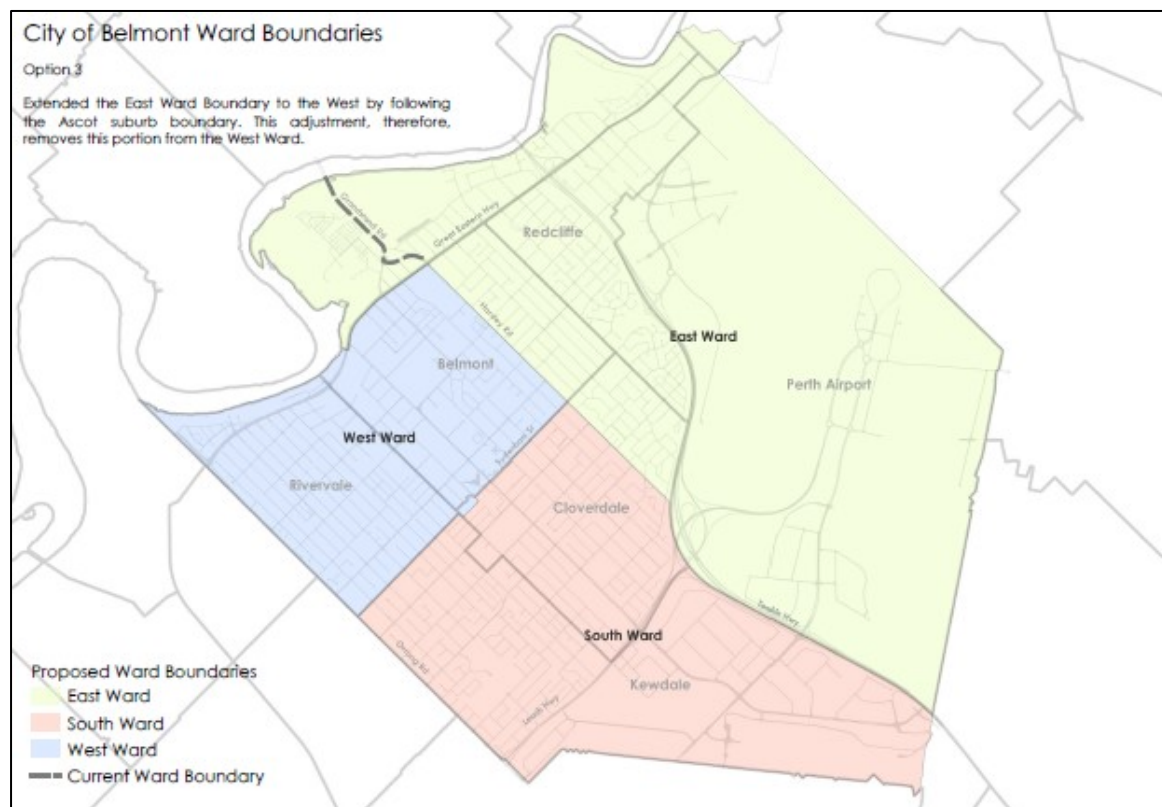 City of Belmont Ward Boundaries
Option 3
Extended the East Ward Boundary to the West by following
the Ascot suburb boundary. This adjustment, therefore,
removes this portion from the West Ward.
Grandstand Rd
Great Eastern Hwy
Redcliffe
Hardey Rd
East Ward
Belmont
Perth Airport
West Ward
Rivervale
Cloverdale
Tonkin Hwy
South Ward
Orrong Rd
Kewdale
Leach Hwy
Proposed Ward Boundaries
East Ward
South Ward
West Ward
Current Ward Boundary